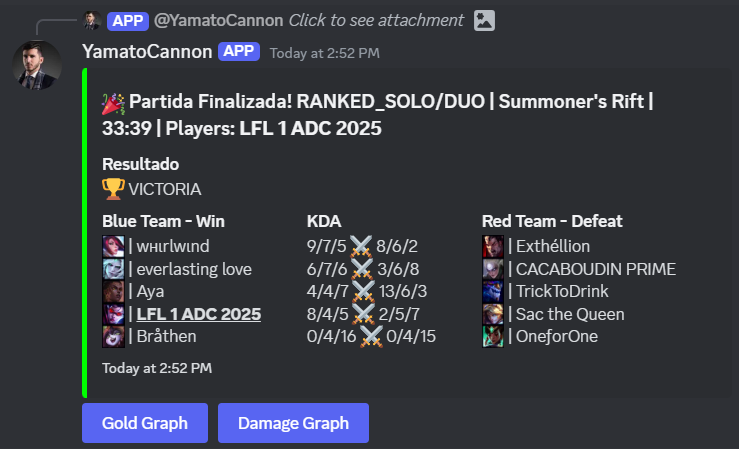 APP @YamatoCannon Click to see attachment
YamatoCannon APP Today at 2:52 PM
Partida Finalizada! RANKED_SOLO/DUO | Summoner's Rift |
33:39 | Players: LFL 1 ADC 2025
Resultado
VICTORIA
Blue Team - Win KDA Red Team - Defeat
| wнιrlwιnd 9/7/5 8/6/2 | Exthéllion
| everlasting love 6/7/6 3/6/8 | CACABOUDIN PRIME
| Aya 4/4/7 13/6/3 | TrickToDrink
| LFL 1 ADC 2025 8/4/5 2/5/7 | Sac the Queen
| Bråthen 0/4/16 0/4/15 | OneƒorOne
Today at 2:52 PM
Gold Graph Damage Graph